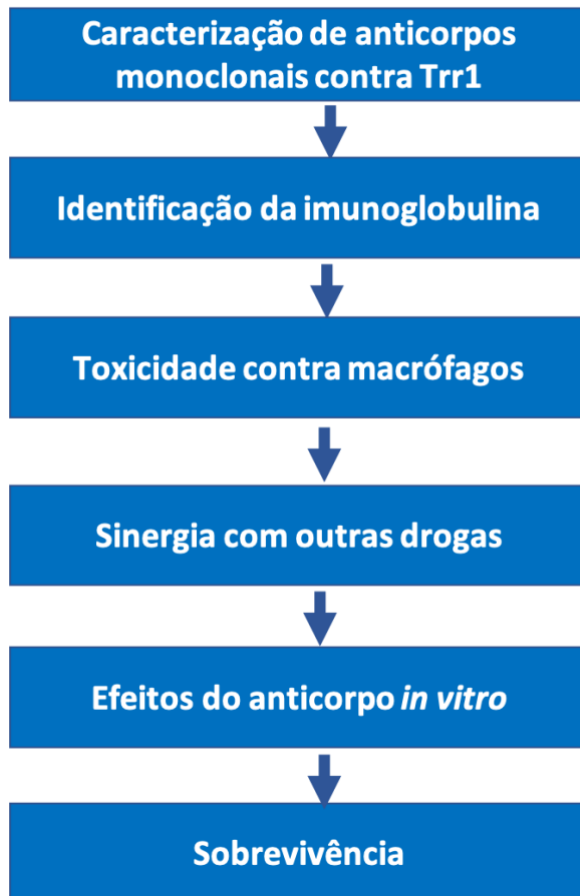 Caracterização de anticorpos
monoclonais contra Trr1
Identificação da imunoglobulina
Toxicidade contra macrófagos
Sinergia com outras drogas
Efeitos do anticorpo in vitro
Sobrevivência